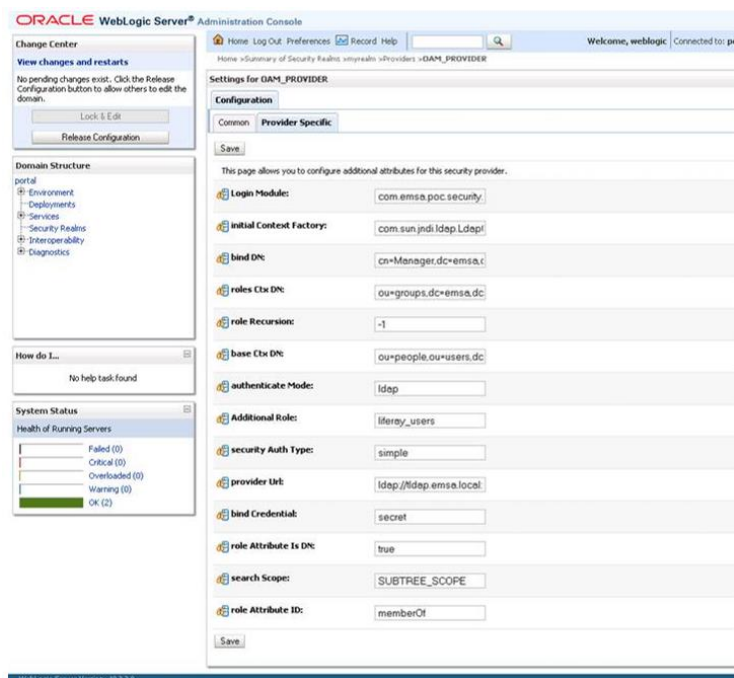 ORACLE WebLogic Server® Administration Console
Change Center
View changes and restarts
No pending changes exist. Click the Release
Configuration button to allow others to edit the
domain.
Lock & Edit
Release Configuration
Domain Structure
portal
Environment
Deployments
Services
Security Realms
Interoperability
Diagnostics
How do I...
No help task found
System Status
Health of Running Servers
Failed (0)
Critical (0)
Overloaded (0)
Warning (0)
OK (2)
Home Log Out Preferences Record Help
Welcome, weblogic Connected to:
Home >Summary of Security Realms >myrealm >Providers >OAM_PROVIDER
Settings for OAM_PROVIDER
Configuration
Common Provider Specific
Save
This page allows you to configure additional attributes for this security provider.
Login Module: com.emsa.poc.security.
initial Context Factory: com.sun.jndi.ldap.Ldap
bind DN: cn=Manager,dc=emsa,
roles Ctx DN: ou=groups,dc=emsa,dc
role Recursion: -1
base Ctx DN: ou=people,ou=users,dc
authenticate Mode: ldap
Additional Role: liferay_users
security Auth Type: simple
provider Url: ldap://ldap.emsa.local:
bind Credential: secret
role Attribute Is DN: true
search Scope: SUBTREE_SCOPE
role Attribute ID: memberOf
Save